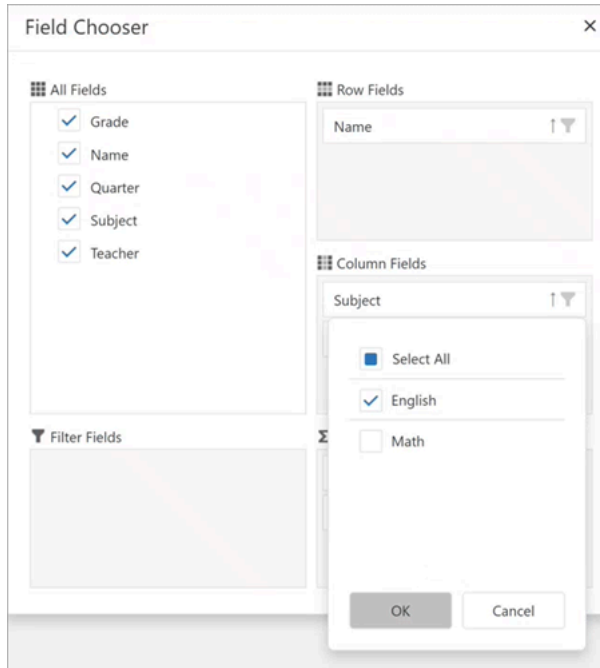 Field Chooser
All Fields
Grade
Name
Quarter
Subject
Teacher
Row Fields
Name
Column Fields
Subject
Select All
English
Math
OK
Cancel
Filter Fields
Σ